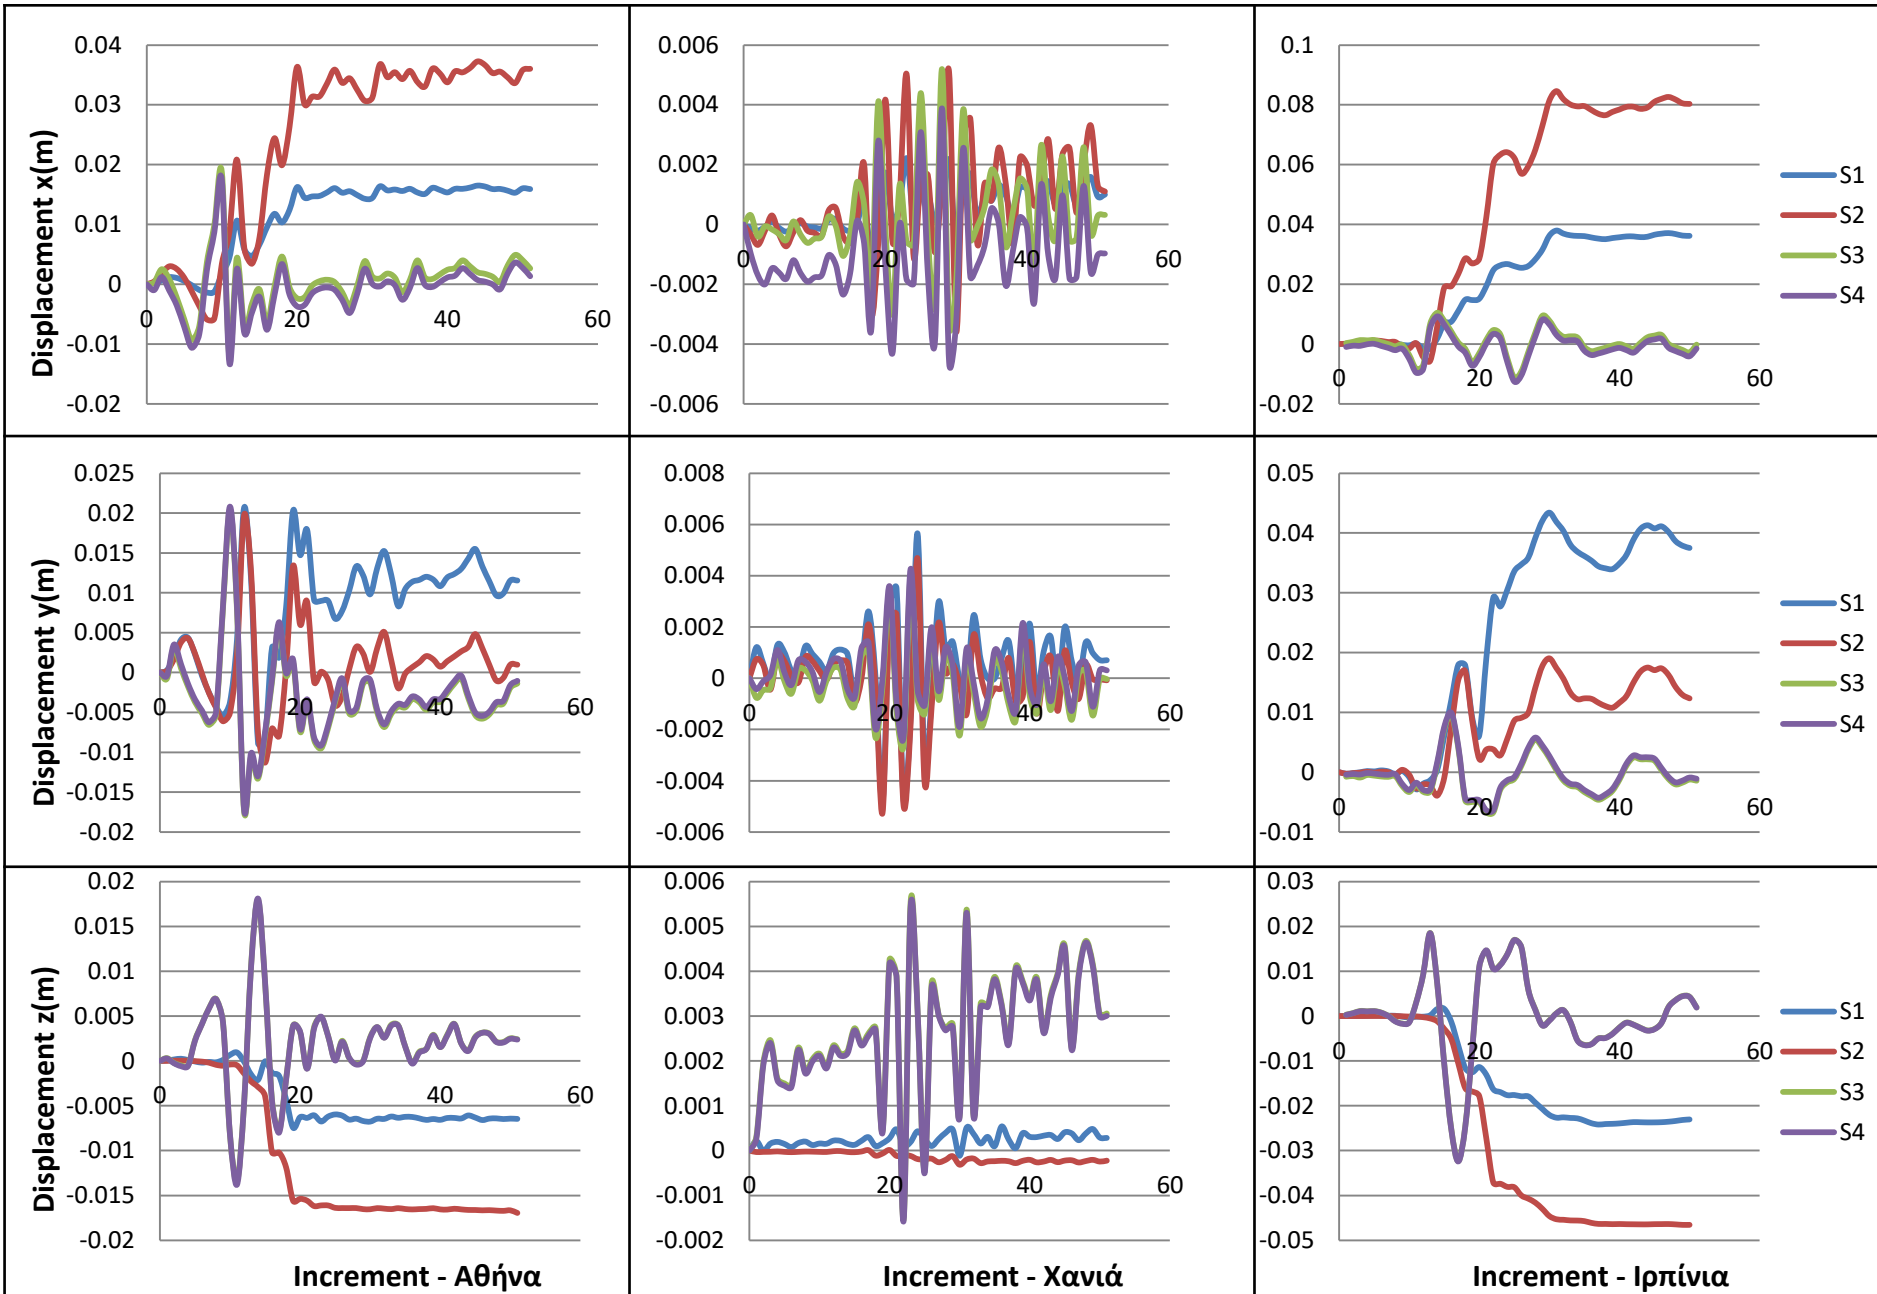 Displacement x(m)
0.04
0.03
0.02
0.01
0
-0.01
-0.02
0 20 40 60
0.006
0.004
0.002
0
-0.002
-0.004
-0.006
0 20 40 60
0.1
0.08
0.06
0.04
0.02
0
-0.02
0 20 40 60
S1
S2
S3
S4
Displacement y(m)
0.025
0.02
0.015
0.01
0.005
0
-0.005
-0.01
-0.015
-0.02
0 20 40 60
0.008
0.006
0.004
0.002
0
-0.002
-0.004
-0.006
0 20 40 60
0.05
0.04
0.03
0.02
0.01
0
-0.01
0 20 40 60
S1
S2
S3
S4
Displacement z(m)
0.02
0.015
0.01
0.005
0
-0.005
-0.01
-0.015
-0.02
0 20 40 60
Increment - Αθήνα
0.006
0.005
0.004
0.003
0.002
0.001
0
-0.001
-0.002
0 20 40 60
Increment - Χανιά
0.03
0.02
0.01
0
-0.01
-0.02
-0.03
-0.04
-0.05
0 20 40 60
Increment - Ιρπίνια
S1
S2
S3
S4